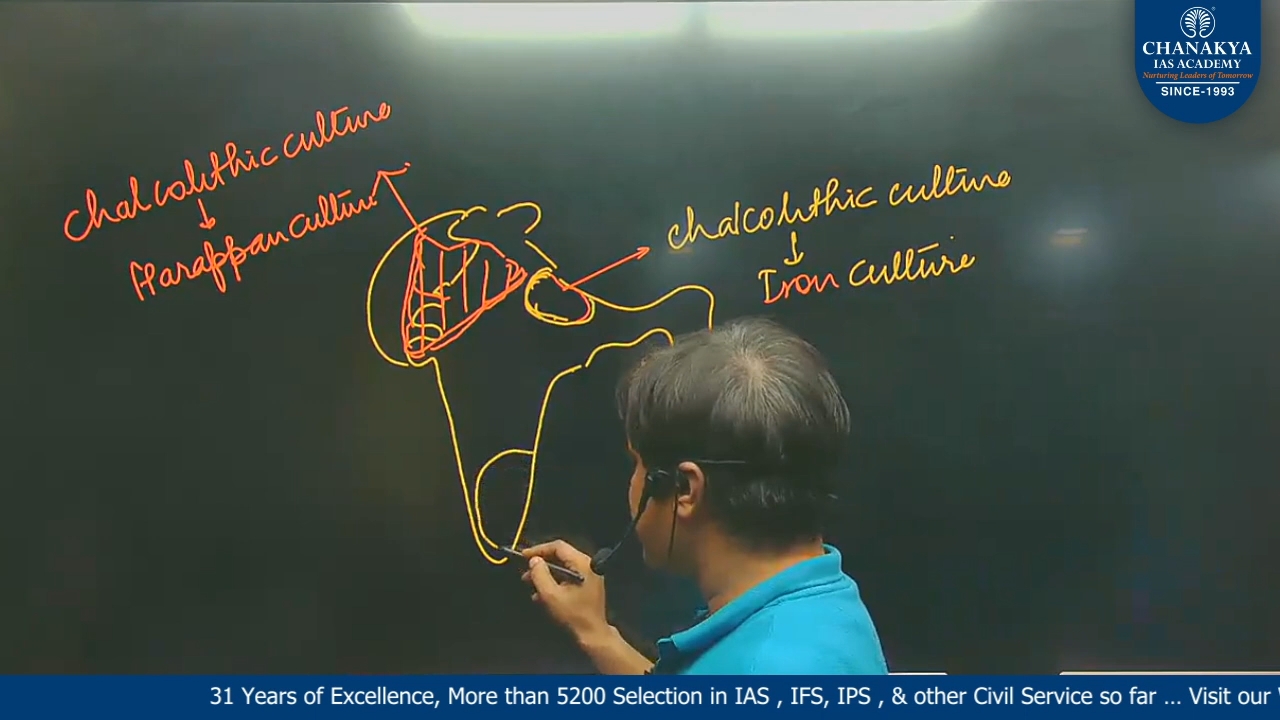 CHANAKYA
IAS ACADEMY
Nurturing Leaders of Tomorrow
SINCE-1993
Chalcolithic culture
↓
Harappan culture
Chalcolithic culture
↓
Iron culture
31 Years of Excellence, More than 5200 Selection in IAS , IFS, IPS , & other Civil Service so far ... Visit our